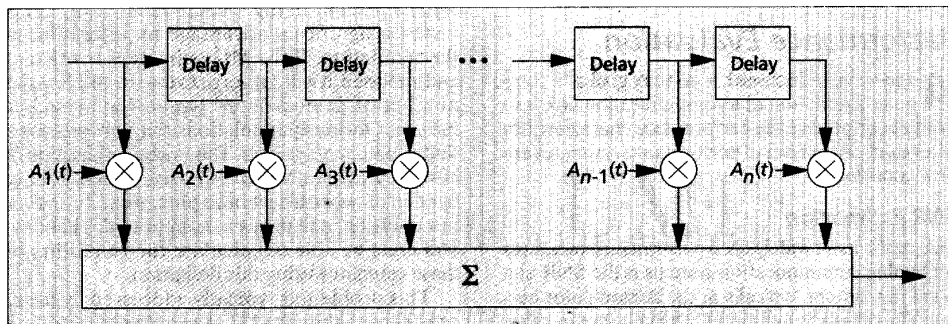 Delay Delay ••• Delay Delay
A₁(t) A₂(t) A₃(t) Aₙ₋₁(t) Aₙ(t)
Σ